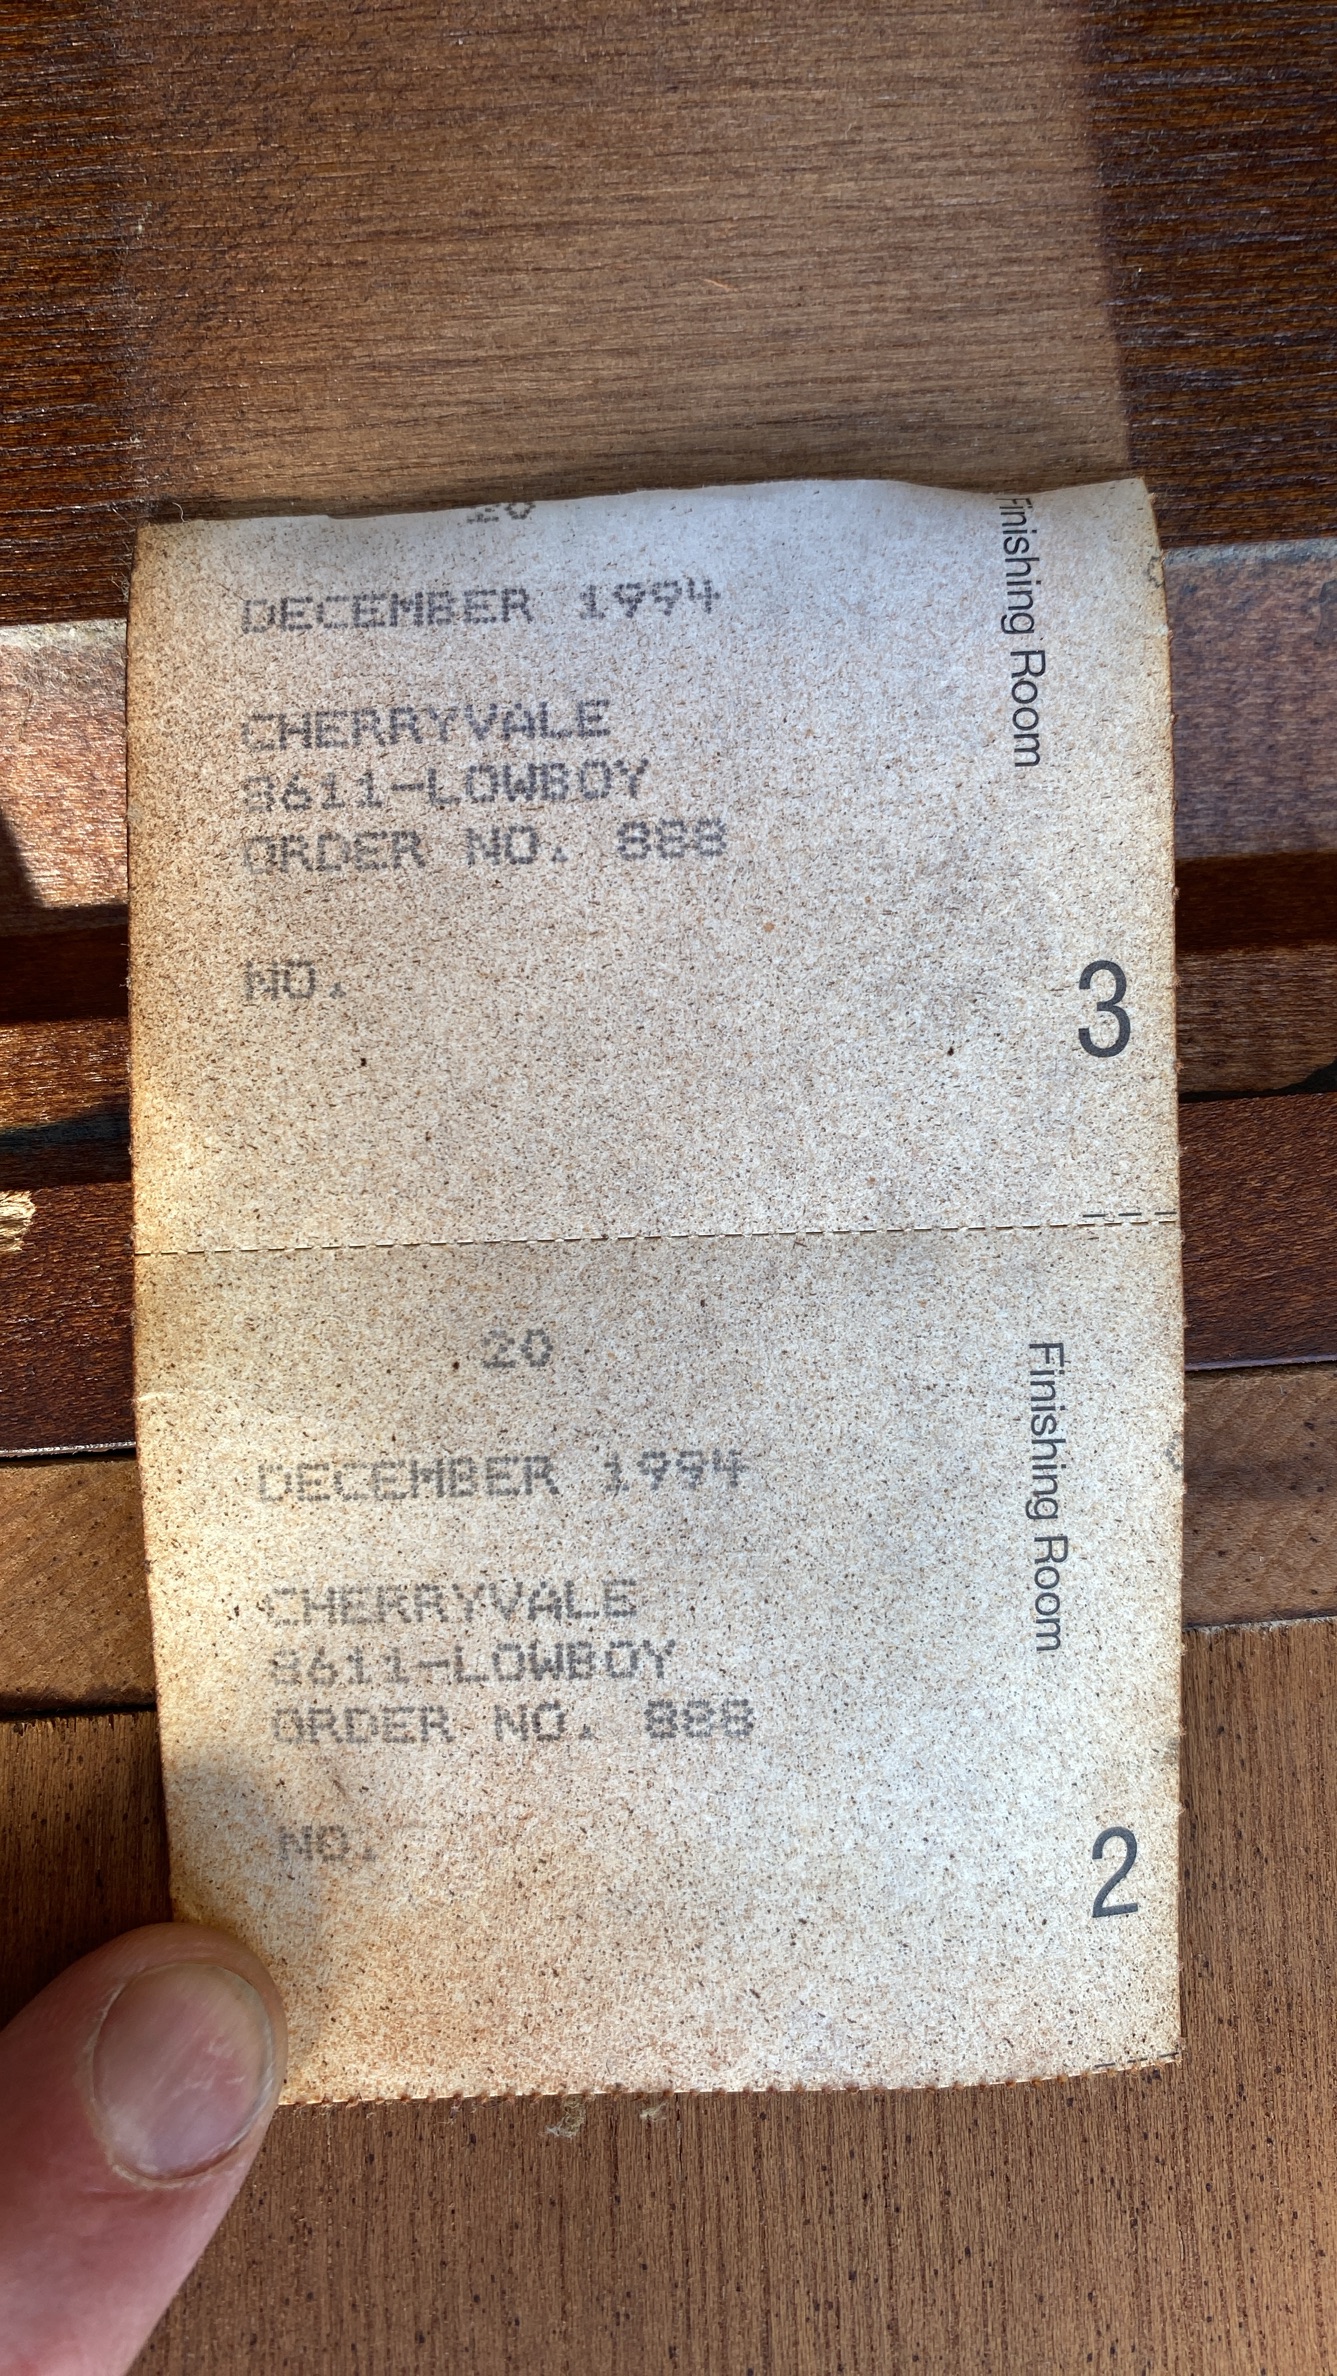 20
DECEMBER 1994
CHERRYVALE
8611-LOWBOY
ORDER NO. 888
NO.
Finishing Room
3
20
DECEMBER 1994
CHERRYVALE
8611-LOWBOY
ORDER NO. 888
NO.
Finishing Room
2